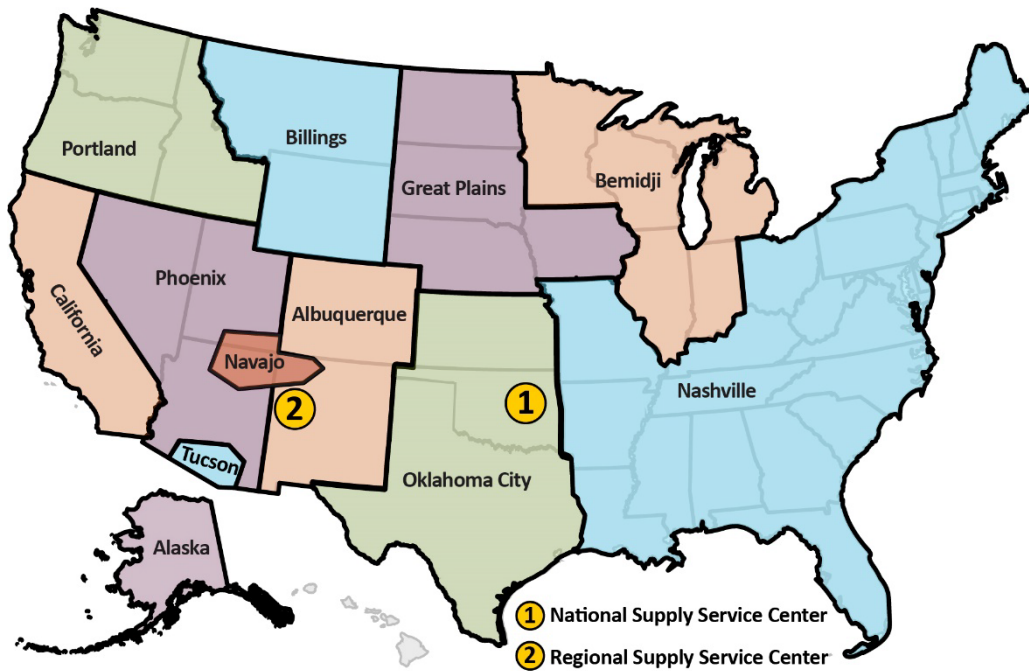 Portland
Billings
Great Plains
Bemidji
Phoenix
California
Albuquerque
Navajo
Nashville
1
2
Tucson
Oklahoma City
Alaska
1 National Supply Service Center
2 Regional Supply Service Center